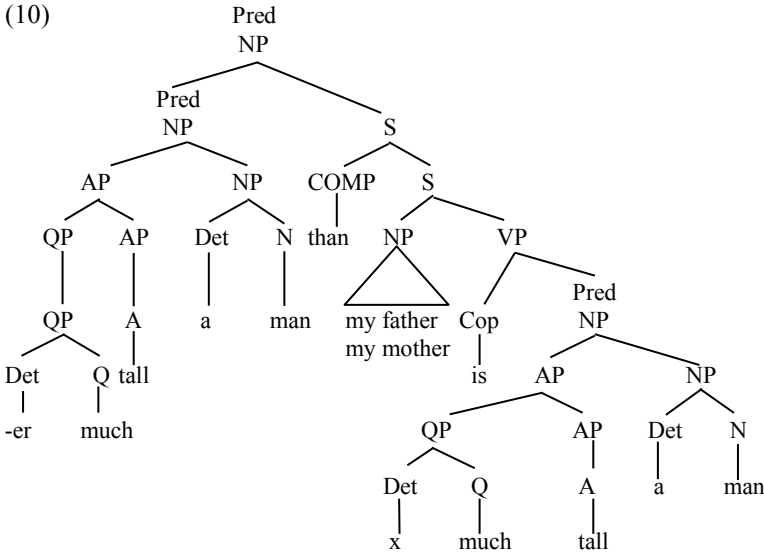 (10)
Pred
NP
Pred
NP S
AP NP COMP S
QP AP Det N than NP VP
Pred
QP A a man my father Cop NP
my mother
Det Q tall is AP NP
-er much QP AP Det N
Det Q A a man
x much tall